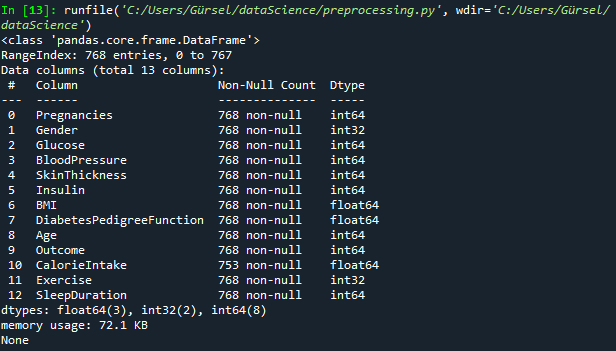 In [13]: runfile('C:/Users/Gürsel/dataScience/preprocessing.py', wdir='C:/Users/Gürsel/
dataScience')
<class 'pandas.core.frame.DataFrame'>
RangeIndex: 768 entries, 0 to 767
Data columns (total 13 columns):
 #   Column                    Non-Null Count  Dtype
---  ------                    --------------  -----
 0   Pregnancies               768 non-null    int64
 1   Gender                    768 non-null    int32
 2   Glucose                   768 non-null    int64
 3   BloodPressure             768 non-null    int64
 4   SkinThickness             768 non-null    int64
 5   Insulin                   768 non-null    int64
 6   BMI                       768 non-null    float64
 7   DiabetesPedigreeFunction  768 non-null    float64
 8   Age                       768 non-null    int64
 9   Outcome                   768 non-null    int64
 10  CalorieIntake             753 non-null    float64
 11  Exercise                  768 non-null    int32
 12  SleepDuration             768 non-null    int64
dtypes: float64(3), int32(2), int64(8)
memory usage: 72.1 KB
None